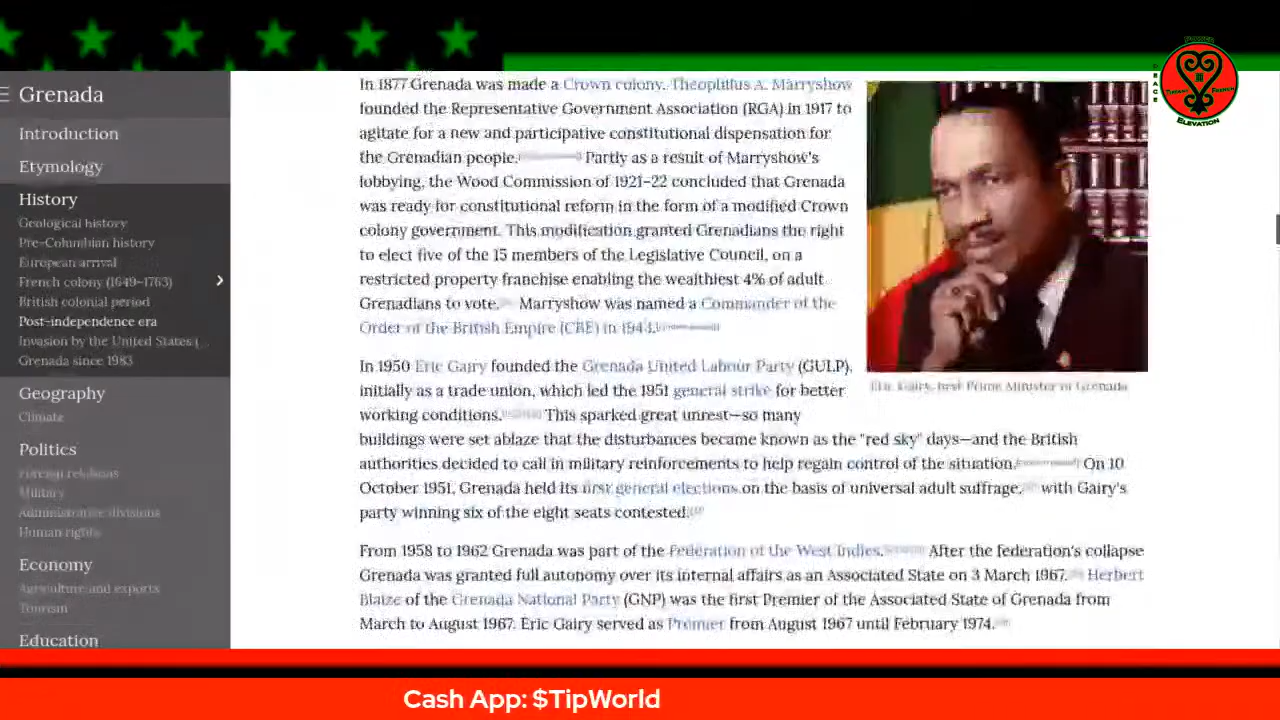 Grenada
Introduction
Etymology
History
Geological history
Pre-Columbian history
European arrival
French colony (1649–1763)
British colonial period
Post-independence era
Invasion by the United States (...
Grenada since 1983
Geography
Climate
Politics
Foreign relations
Military
Administrative divisions
Human rights
Economy
Agriculture and exports
Tourism
Education
In 1877 Grenada was made a Crown colony. Theophilus A. Marryshow
founded the Representative Government Association (RGA) in 1917 to
agitate for a new and participative constitutional dispensation for
the Grenadian people. Partly as a result of Marryshow's
lobbying, the Wood Commission of 1921–22 concluded that Grenada
was ready for constitutional reform in the form of a modified Crown
colony government. This modification granted Grenadians the right
to elect five of the 15 members of the Legislative Council, on a
restricted property franchise enabling the wealthiest 4% of adult
Grenadians to vote. Marryshow was named a Commander of the
Order of the British Empire (CBE) in 1943.
In 1950 Eric Gairy founded the Grenada United Labour Party (GULP),
initially as a trade union, which led the 1951 general strike for better
working conditions. This sparked great unrest—so many
buildings were set ablaze that the disturbances became known as the "red sky" days—and the British
authorities decided to call in military reinforcements to help regain control of the situation. On 10
October 1951, Grenada held its first general elections on the basis of universal adult suffrage, with Gairy's
party winning six of the eight seats contested.
From 1958 to 1962 Grenada was part of the Federation of the West Indies. After the federation's collapse
Grenada was granted full autonomy over its internal affairs as an Associated State on 3 March 1967. Herbert
Blaize of the Grenada National Party (GNP) was the first Premier of the Associated State of Grenada from
March to August 1967. Eric Gairy served as Premier from August 1967 until February 1974.
Eric Gairy, first Prime Minister of Grenada
POWER
PEACE
Elevation
Cash App: $TipWorld